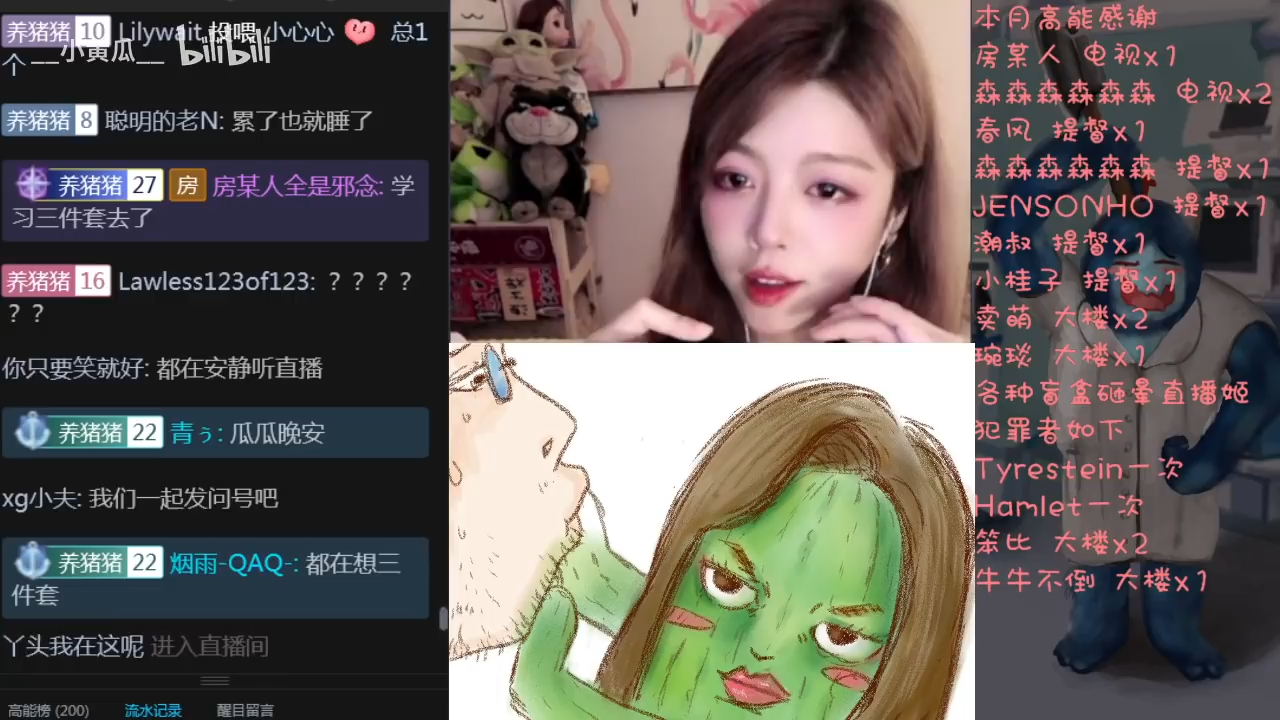 养猪猪 10 Lilywait 投喂 小心心 总1
个
__小黄瓜__ bilibili
养猪猪 8 聪明的老N: 累了也就睡了
养猪猪 27 房 房某人全是邪念: 学
习三件套去了
养猪猪 16 Lawless123of123: ？？？？
？？
你只要笑就好: 都在安静听直播
养猪猪 22 青ぅ: 瓜瓜晚安
xg小夫: 我们一起发问号吧
养猪猪 22 烟雨-QAQ-: 都在想三
件套
丫头我在这呢 进入直播间
高能榜 (200) 流水记录 醒目留言
本月高能感谢
房某人 电视x1
森森森森森森 电视x2
春风 提督x1
森森森森森森 提督x1
JENSONHO 提督x1
潮叔 提督x1
小桂子 提督x1
卖萌 大楼x2
琬琰 大楼x1
各种盲盒砸晕直播姬
犯罪者如下
Tyrestein一次
Hamlet一次
笨比 大楼x2
牛牛不倒 大楼x1